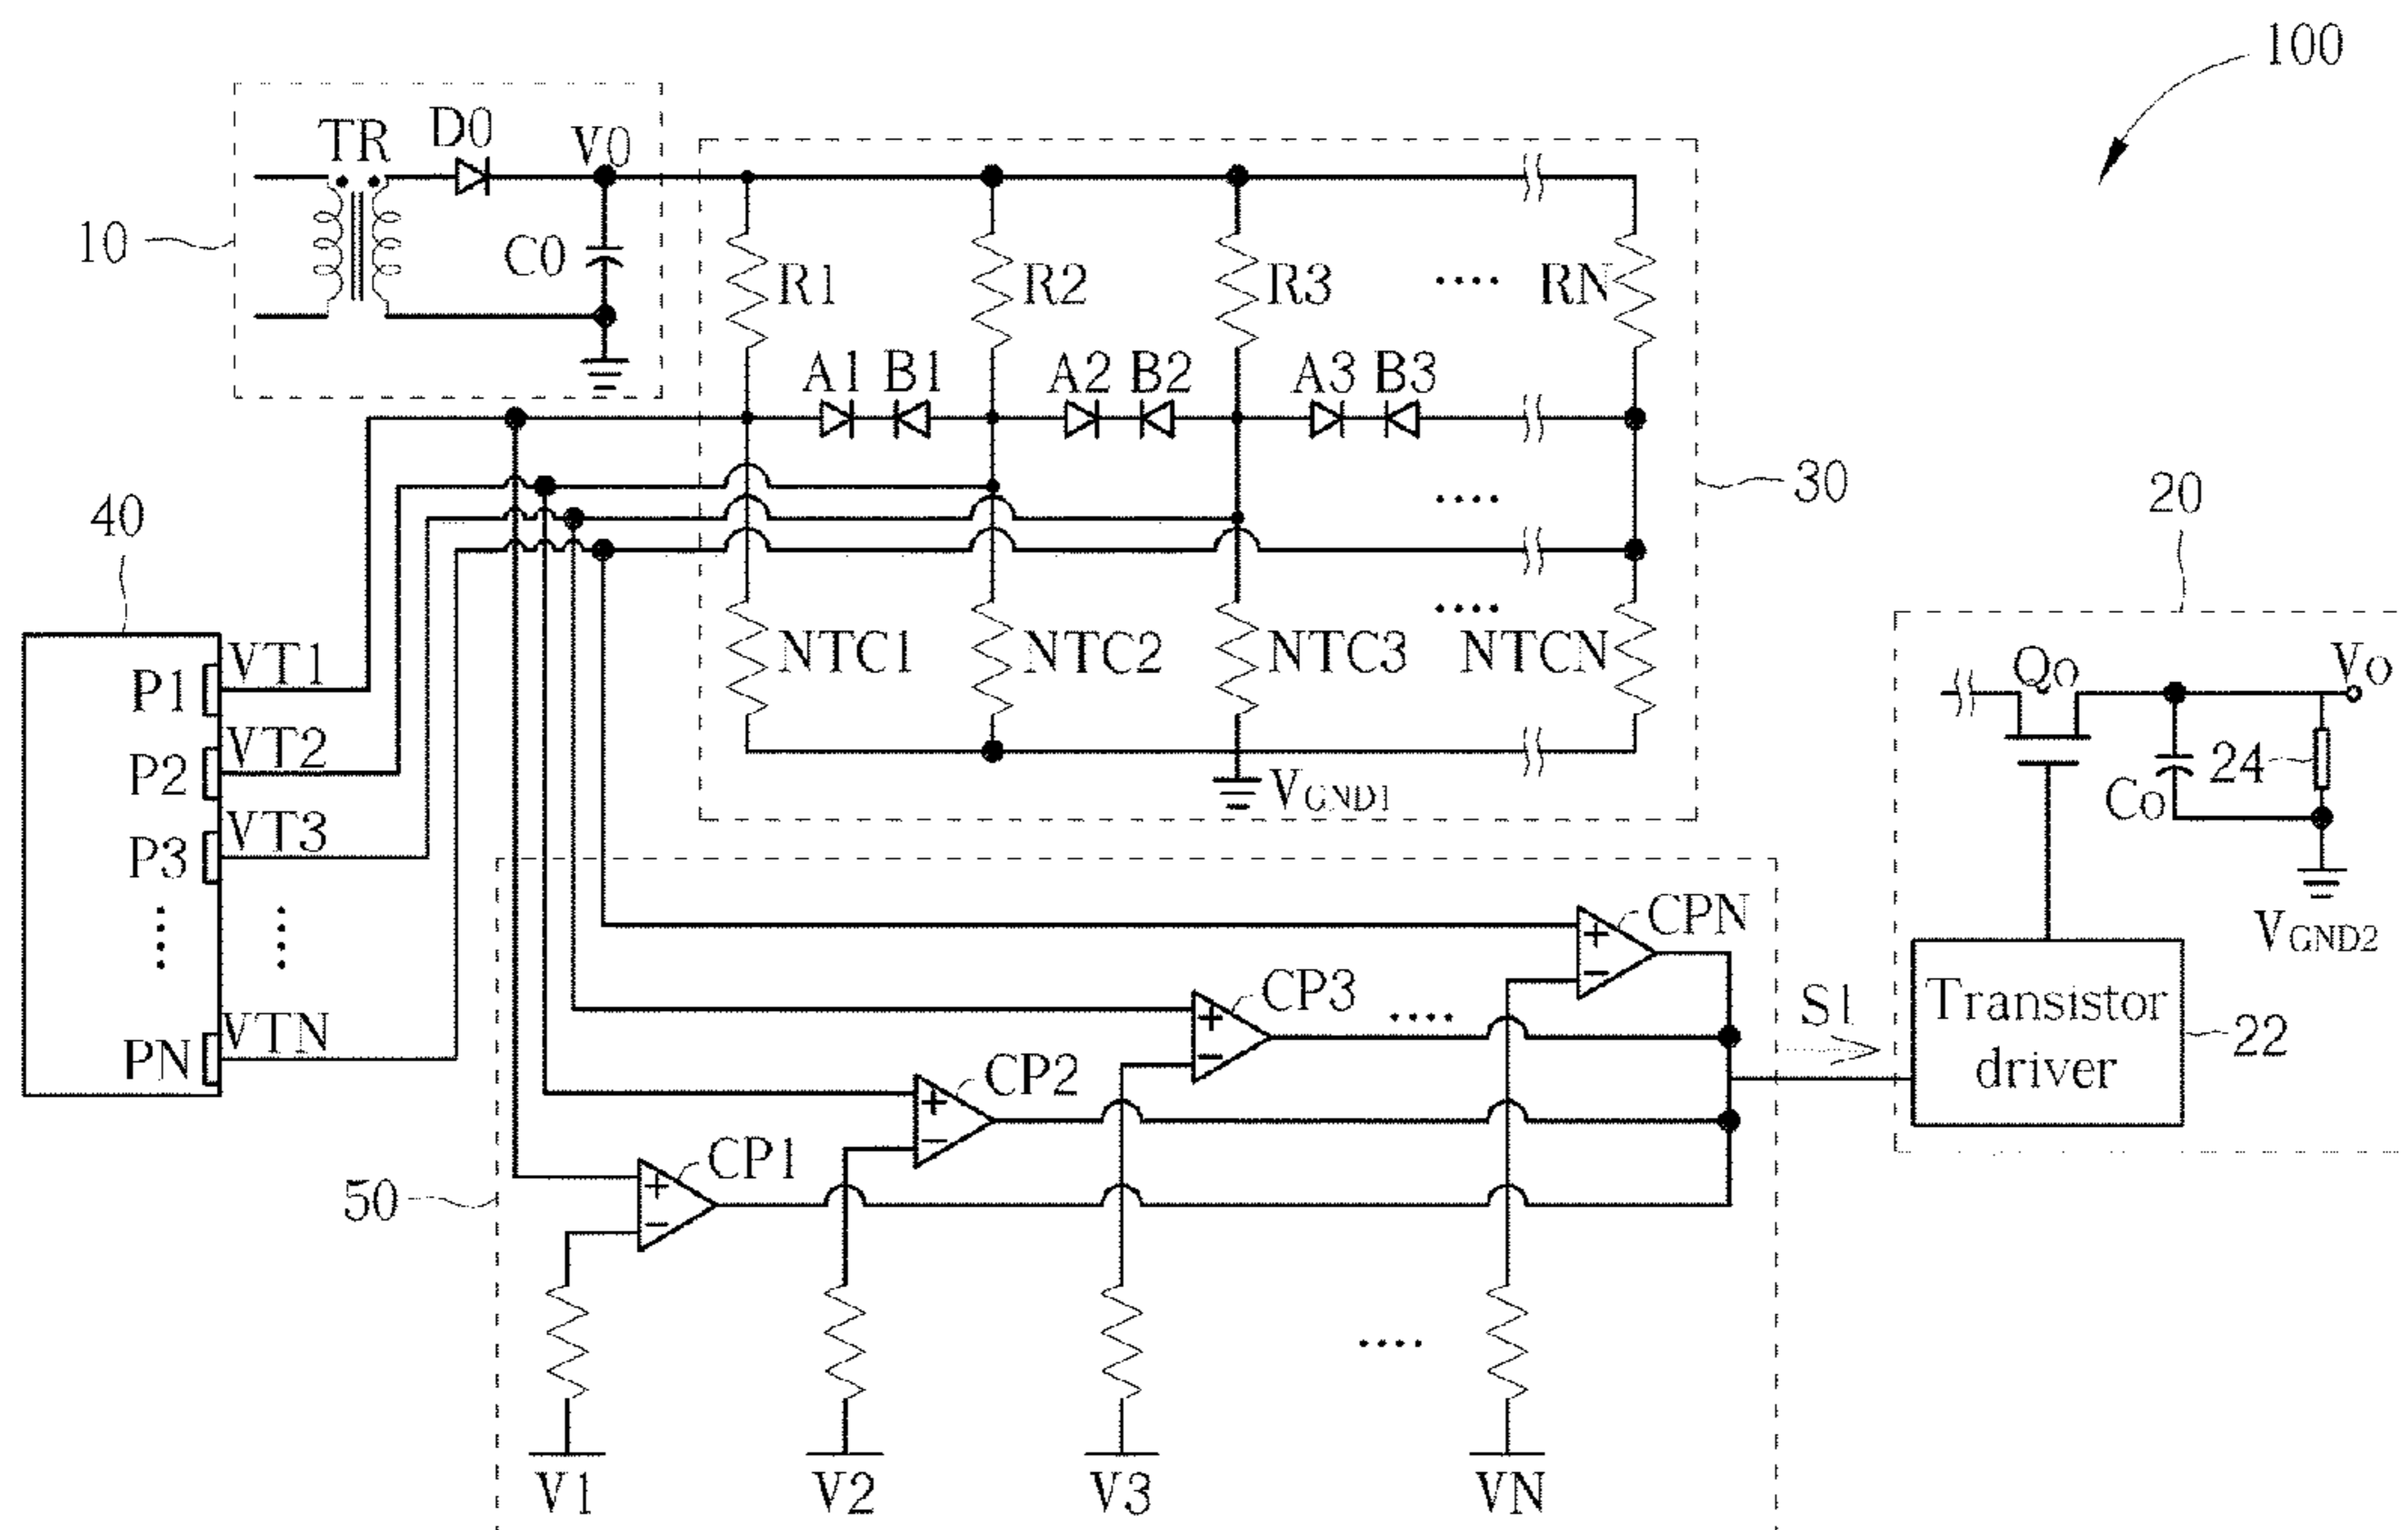 100
TR
D0
V0
10
C0
R1
R2
R3
....
RN
A1
B1
A2
B2
A3
B3
....
30
40
20
....
NTC1
NTC2
NTC3
NTCN
VT1
P1
VT2
P2
VT3
P3
VTN
PN
VGND1
Qo
Vo
24
Co
VGND2
CPN
CP3
....
S1
Transistor
driver
22
CP2
CP1
50
....
V1
V2
V3
VN